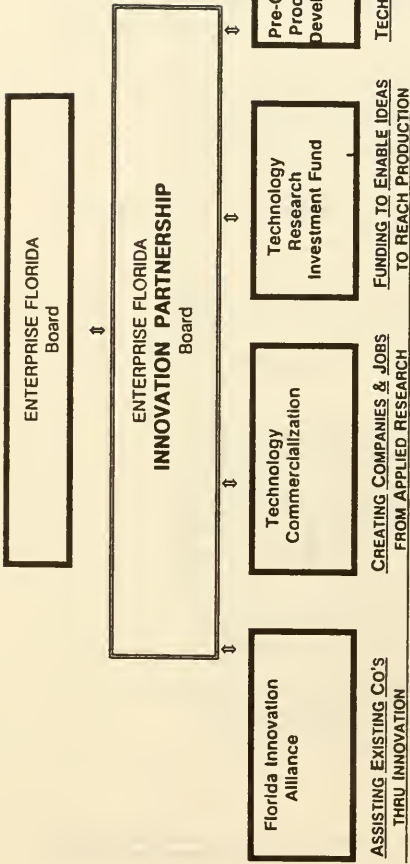 ENTERPRISE FLORIDA
Board
ENTERPRISE FLORIDA
INNOVATION PARTNERSHIP
Board
Florida Innovation
Alliance
ASSISTING EXISTING CO'S
THRU INNOVATION
Technology
Commercialization
CREATING COMPANIES & JOBS
FROM APPLIED RESEARCH
Technology
Research
Investment Fund
FUNDING TO ENABLE IDEAS
TO REACH PRODUCTION